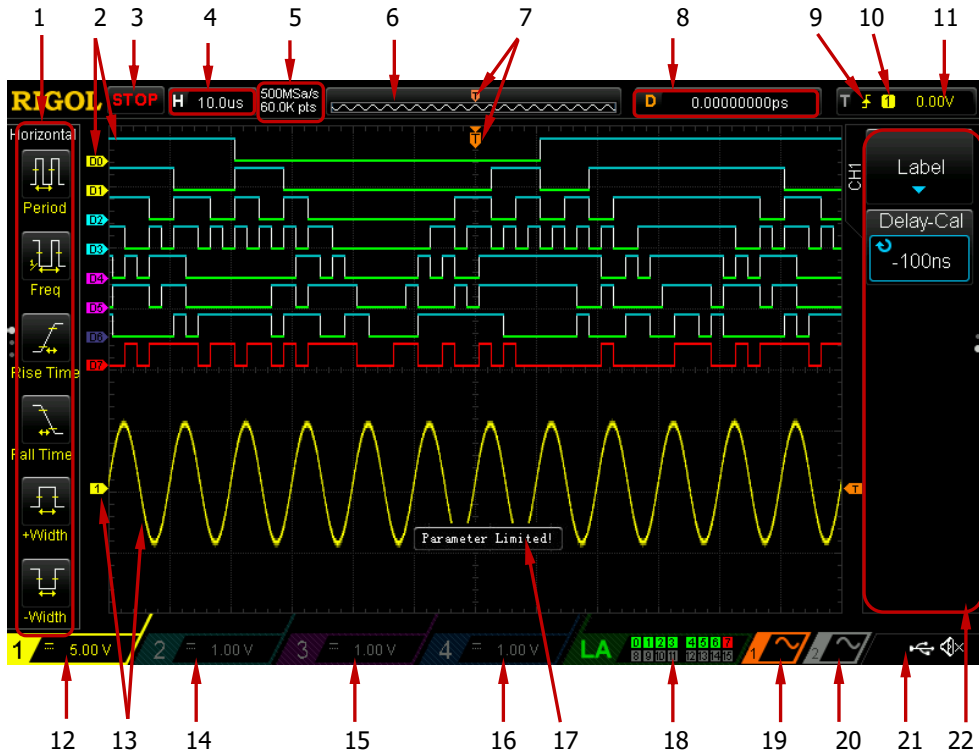 1 2 3 4 5 6 7 8 9 10 11
RIGOL STOP H 10.0us 500MSa/s 60.0K pts T D 0.00000000ps T 1 0.00V
Horizontal
T
D0
CH1
Label
Period
D1
D2
Delay-Cal
D3
-100ns
Freq
D4
D5
D6
Rise Time
D7
Fall Time
1
T
+Width
Parameter Limited!
-Width
1 5.00 V 2 1.00 V 3 1.00 V 4 1.00 V LA 0 1 2 3 4 5 6 7 1 2
8 9 10 11 12 13 14 15
12 13 14 15 16 17 18 19 20 21 22